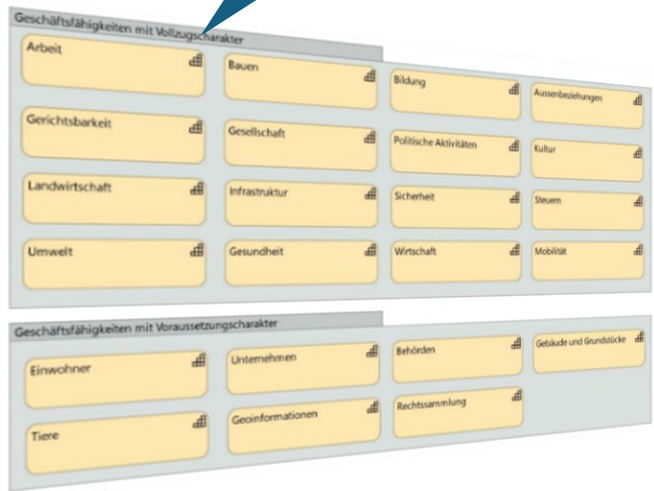 Geschäftsfähigkeiten mit Vollzugscharakter
Arbeit
Bauen
Bildung
Aussenbeziehungen
Gerichtsbarkeit
Gesellschaft
Politische Aktivitäten
Kultur
Landwirtschaft
Infrastruktur
Sicherheit
Steuern
Umwelt
Gesundheit
Wirtschaft
Mobilität
Geschäftsfähigkeiten mit Voraussetzungscharakter
Einwohner
Unternehmen
Behörden
Gebäude und Grundstücke
Tiere
Geoinformationen
Rechtssammlung